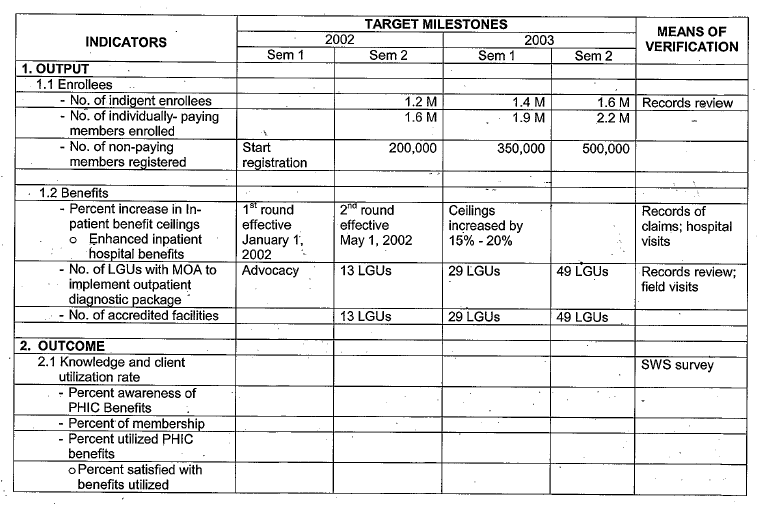 INDICATORS TARGET MILESTONES MEANS OF VERIFICATION
2002 2003
Sem 1 Sem 2 Sem 1 Sem 2
1. OUTPUT
1.1 Enrollees
- No. of indigent enrollees 1.2 M 1.4 M 1.6 M Records review
- No. of individually- paying 1.6 M 1.9 M 2.2 M
members enrolled
- No. of non-paying Start 200,000 350,000 500,000
members registered registration
1.2 Benefits
- Percent increase in In- 1st round 2nd round Ceilings Records of
patient benefit ceilings effective effective increased by claims; hospital
o Enhanced inpatient January 1, May 1, 2002 15% - 20% visits
hospital benefits 2002
- No. of LGUs with MOA to Advocacy 13 LGUs 29 LGUs 49 LGUs Records review;
implement outpatient field visits
diagnostic package
- No. of accredited facilities 13 LGUs 29 LGUs 49 LGUs
2. OUTCOME
2.1 Knowledge and client SWS survey
utilization rate
- Percent awareness of
PHIC Benefits
- Percent of membership
- Percent utilized PHIC
benefits
o Percent satisfied with
benefits utilized